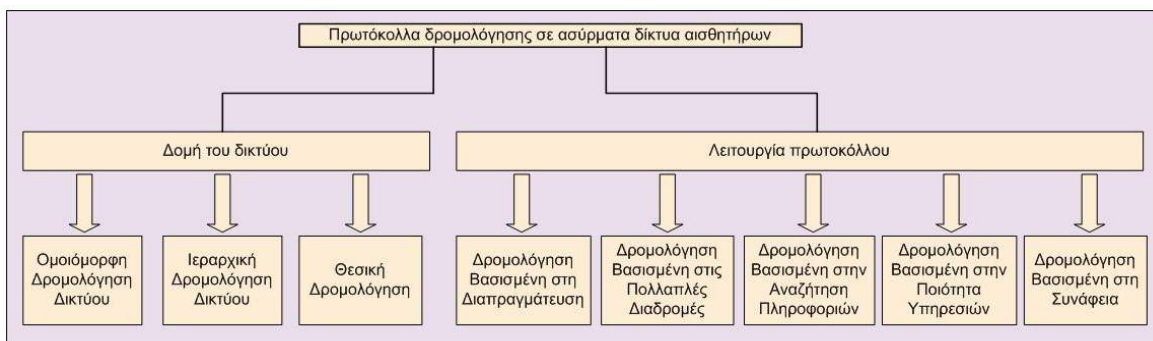 Πρωτόκολλα δρομολόγησης σε ασύρματα δίκτυα αισθητήρων
Δομή του δικτύου
Λειτουργία πρωτοκόλλου
Ομοιόμορφη
Δρομολόγηση
Δικτύου
Ιεραρχική
Δρομολόγηση
Δικτύου
Θεσική
Δρομολόγηση
Δρομολόγηση
Βασισμένη στη
Διαπραγμάτευση
Δρομολόγηση
Βασισμένη στις
Πολλαπλές
Διαδρομές
Δρομολόγηση
Βασισμένη στην
Αναζήτηση
Πληροφοριών
Δρομολόγηση
Βασισμένη στην
Ποιότητα
Υπηρεσιών
Δρομολόγηση
Βασισμένη στη
Συνάφεια